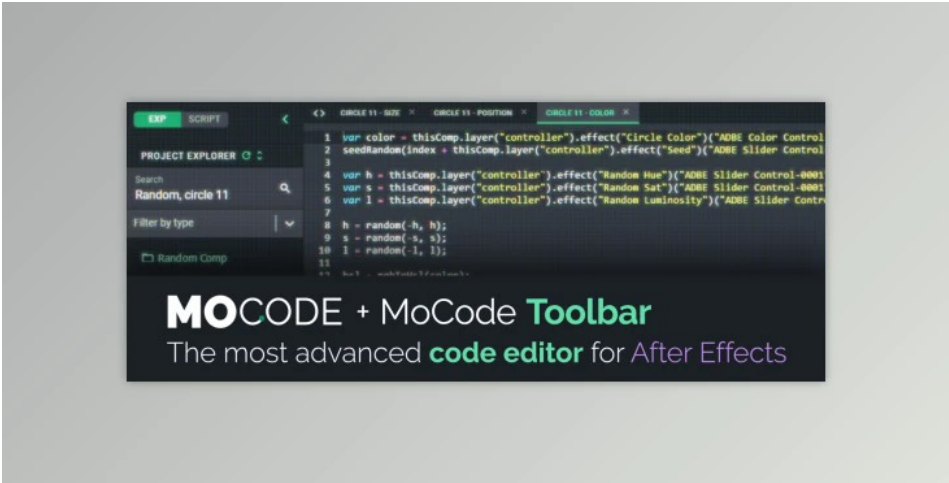 EXP SCRIPT
PROJECT EXPLORER
Search
Random, circle 11
Filter by type
Random Comp
<> CIRCLE 11 - SIZE × CIRCLE 11 - POSITION × CIRCLE 11 - COLOR ×
1 var color = thisComp.layer("controller").effect("Circle Color")("ADBE Color Control
2 seedRandom(index + thisComp.layer("controller").effect("Seed")("ADBE Slider Control
3
4 var h = thisComp.layer("controller").effect("Random Hue")("ADBE Slider Control-0001
5 var s = thisComp.layer("controller").effect("Random Sat")("ADBE Slider Control-0001
6 var l = thisComp.layer("controller").effect("Random Luminosity")("ADBE Slider Contr
7
8 h = random(-h, h);
9 s = random(-s, s);
10 l = random(-l, l);
11
MOCODE + MoCode Toolbar
The most advanced code editor for After Effects